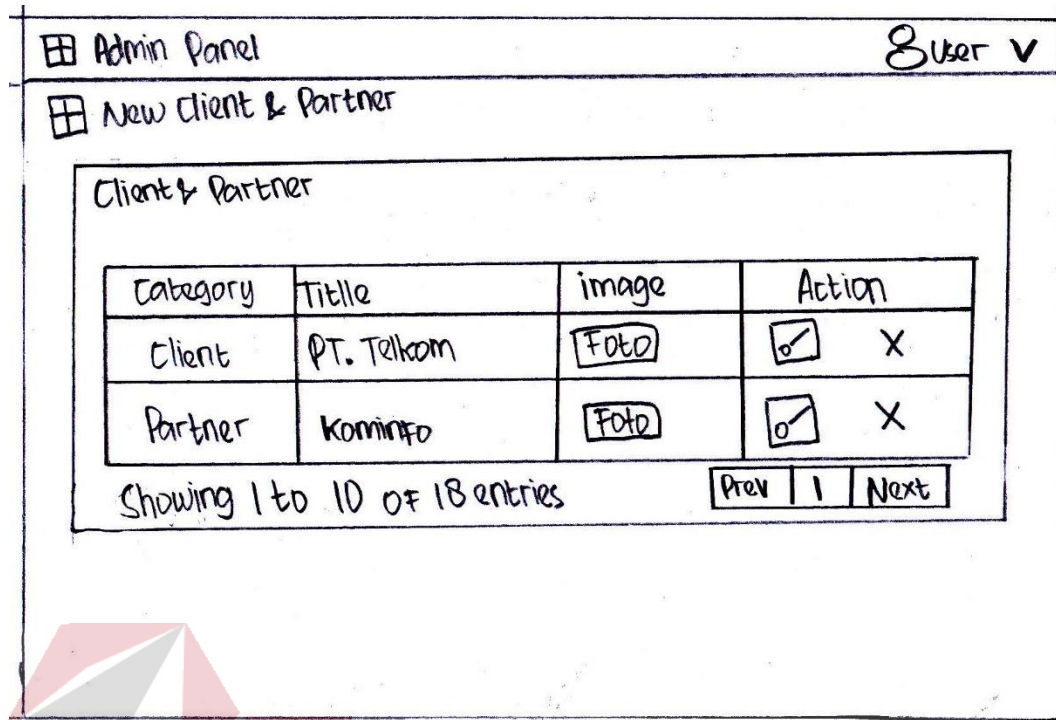 Admin Panel User V
New Client & Partner
Client & Partner
Category Titlle image Action
Client PT. Telkom Foto X
Partner Kominfo Foto X
Showing 1 to 10 OF 18 entries Prev 1 Next